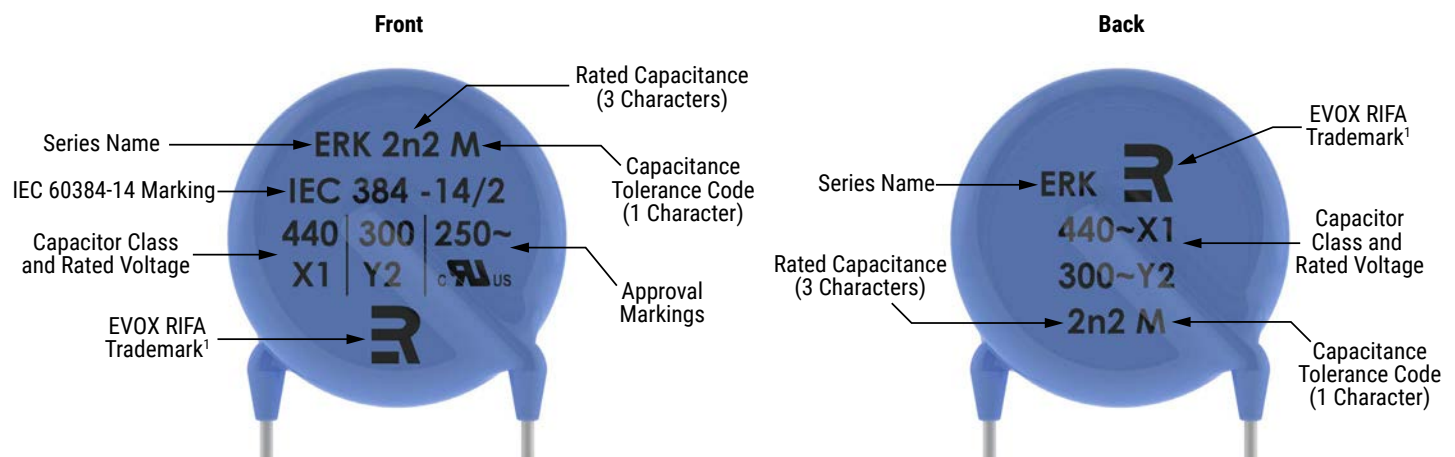 Front
Rated Capacitance
(3 Characters)
Series Name
ERK 2n2 M
Capacitance
Tolerance Code
(1 Character)
IEC 60384-14 Marking
IEC 384 -14/2
Capacitor Class
and Rated Voltage
440 300 250~
X1 Y2 c RU US
Approval
Markings
EVOX RIFA
Trademark1
R
Back
EVOX RIFA
Trademark1
Series Name
ERK R
440~X1
300~Y2
Capacitor
Class and
Rated Voltage
Rated Capacitance
(3 Characters)
2n2 M
Capacitance
Tolerance Code
(1 Character)